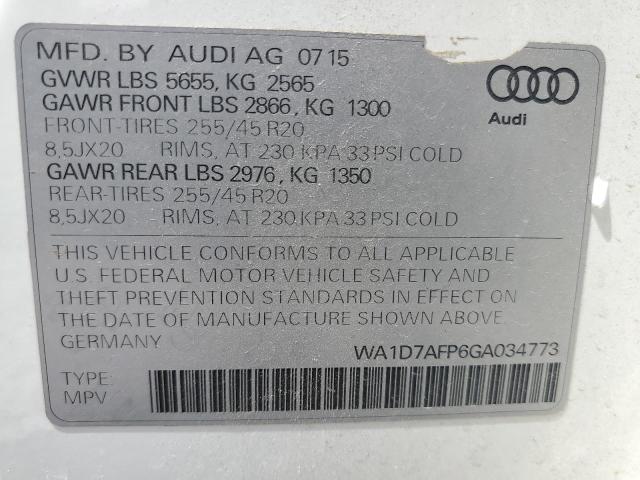 MFD. BY AUDI AG 07 15
GVWR LBS 5655, KG 2565
GAWR FRONT LBS 2866, KG 1300
FRONT-TIRES 255/45 R20
8,5JX20 RIMS, AT 230 KPA 33 PSI COLD
GAWR REAR LBS 2976, KG 1350
REAR-TIRES 255/45 R20
8,5JX20 RIMS, AT 230 KPA 33 PSI COLD
Audi
THIS VEHICLE CONFORMS TO ALL APPLICABLE
U.S. FEDERAL MOTOR VEHICLE SAFETY AND
THEFT PREVENTION STANDARDS IN EFFECT ON
THE DATE OF MANUFACTURE SHOWN ABOVE.
GERMANY
WA1D7AFP6GA034773
TYPE:
MPV